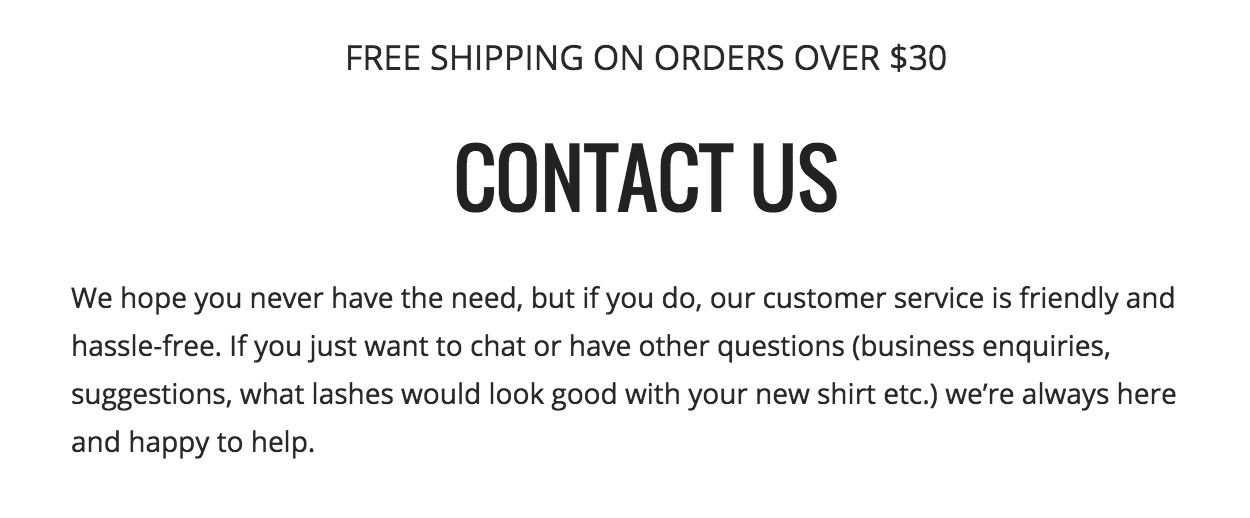 FREE SHIPPING ON ORDERS OVER $30
CONTACT US
We hope you never have the need, but if you do, our customer service is friendly and
hassle-free. If you just want to chat or have other questions (business enquiries,
suggestions, what lashes would look good with your new shirt etc.) we’re always here
and happy to help.